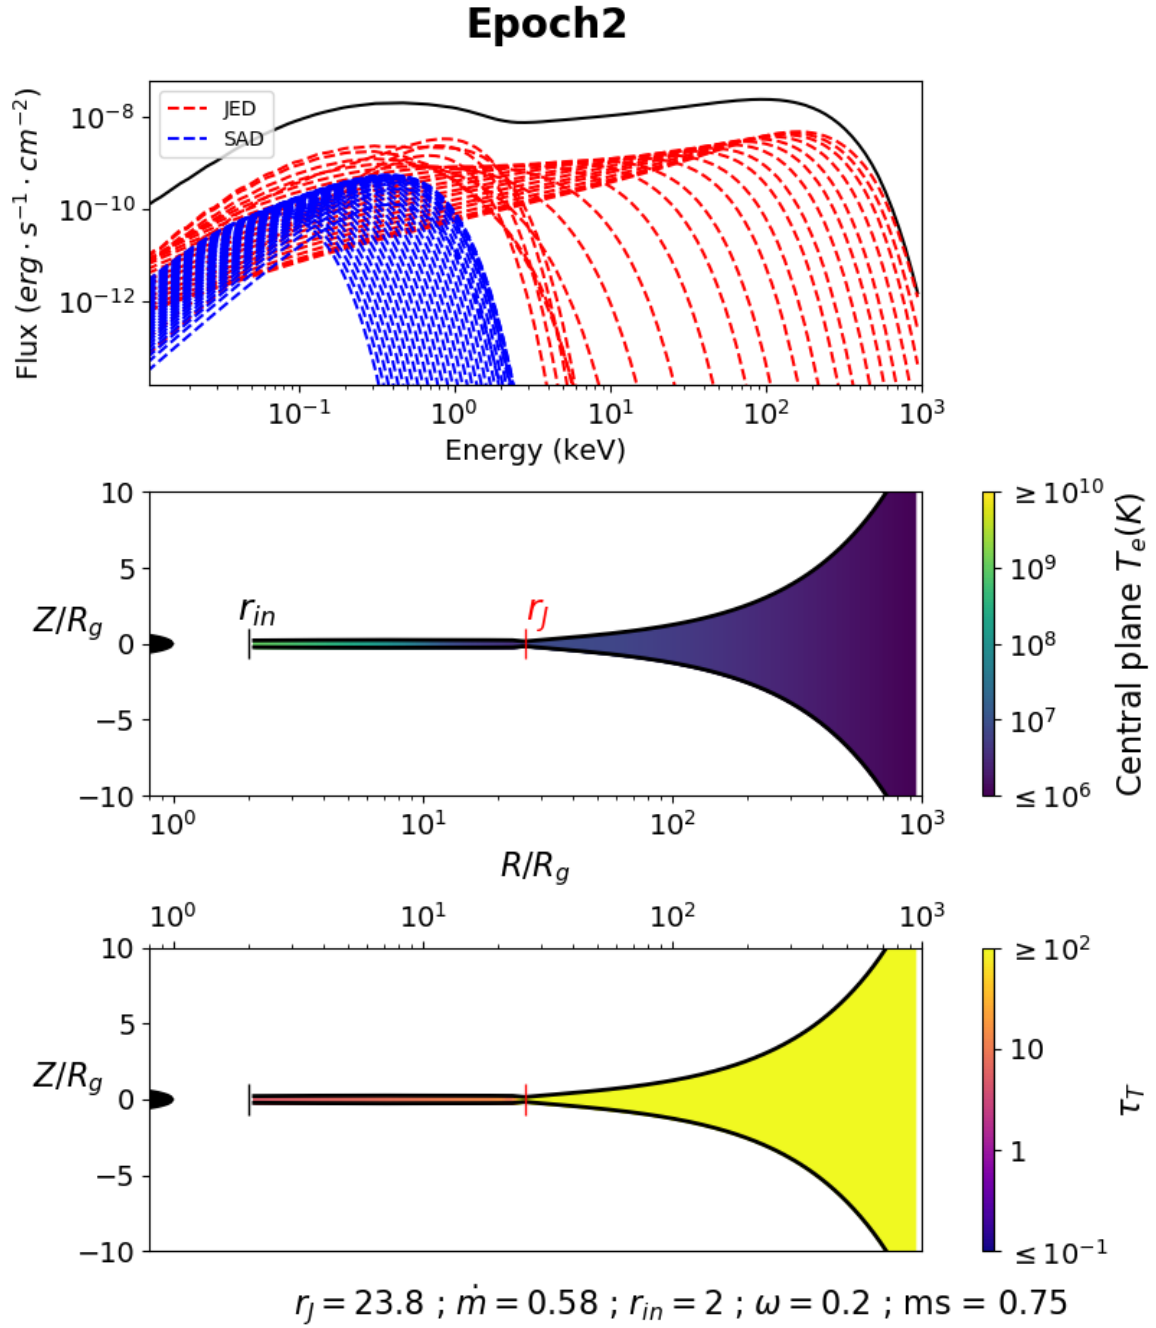 Epoch2
Flux (erg · s⁻¹ · cm⁻²)
10⁻⁸
10⁻¹⁰
10⁻¹²
JED
SAD
10⁻¹ 10⁰ 10¹ 10² 10³
Energy (keV)
Z/R_g
10
5
0
−5
−10
r_in
r_J
10⁰ 10¹ 10² 10³
R/R_g
≥10¹⁰
10⁹
10⁸
10⁷
≤10⁶
Central plane T_e(K)
10⁰ 10¹ 10² 10³
Z/R_g
10
5
0
−5
−10
≥10²
10
1
≤10⁻¹
τ_T
r_J = 23.8 ; ṁ = 0.58 ; r_in = 2 ; ω = 0.2 ; ms = 0.75